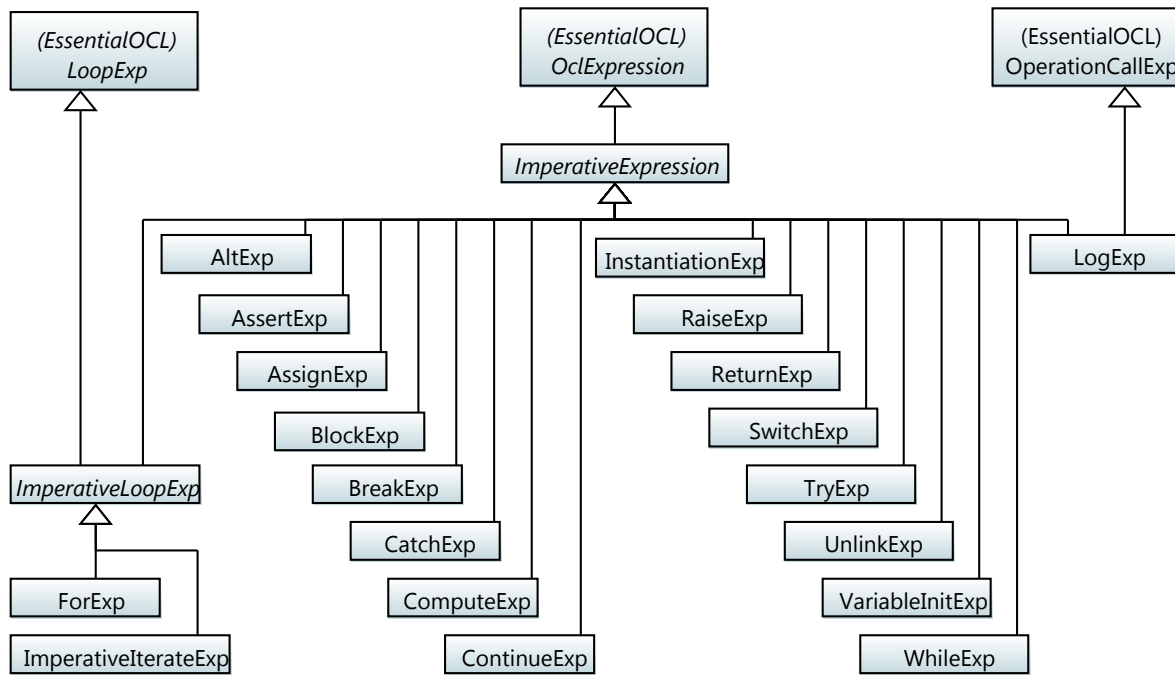 (EssentialOCL)
LoopExp
(EssentialOCL)
OclExpression
(EssentialOCL)
OperationCallExp
ImperativeExpression
AltExp
InstantiationExp
LogExp
AssertExp
RaiseExp
AssignExp
ReturnExp
BlockExp
SwitchExp
ImperativeLoopExp
BreakExp
TryExp
CatchExp
UnlinkExp
ForExp
ComputeExp
VariableInitExp
ImperativeIterateExp
ContinueExp
WhileExp